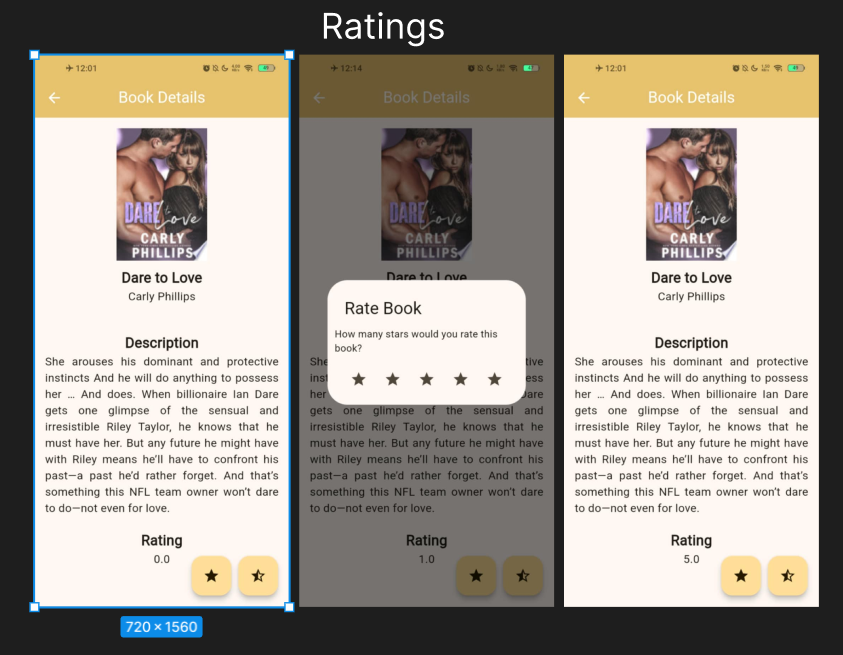 Ratings
12:01
Book Details
DARE to Love
CARLY
PHILLIPS
Dare to Love
Carly Phillips
Description
She arouses his dominant and protective
instincts And he will do anything to possess
her ... And does. When billionaire Ian Dare
gets one glimpse of the sensual and
irresistible Riley Taylor, he knows that he
must have her. But any future he might have
with Riley means he'll have to confront his
past—a past he'd rather forget. And that's
something this NFL team owner won't dare
to do—not even for love.
Rating
0.0
720 × 1560
12:14
Book Details
DARE to Love
CARLY
PHILLIPS
Dare to Love
Rate Book
How many stars would you rate this
book?
She
tive
inst
ess
her
Dare
gets one glimpse of the sensual and
irresistible Riley Taylor, he knows that he
must have her. But any future he might have
with Riley means he'll have to confront his
past—a past he'd rather forget. And that's
something this NFL team owner won't dare
to do—not even for love.
Rating
1.0
12:01
Book Details
DARE to Love
CARLY
PHILLIPS
Dare to Love
Carly Phillips
Description
She arouses his dominant and protective
instincts And he will do anything to possess
her ... And does. When billionaire Ian Dare
gets one glimpse of the sensual and
irresistible Riley Taylor, he knows that he
must have her. But any future he might have
with Riley means he'll have to confront his
past—a past he'd rather forget. And that's
something this NFL team owner won't dare
to do—not even for love.
Rating
5.0